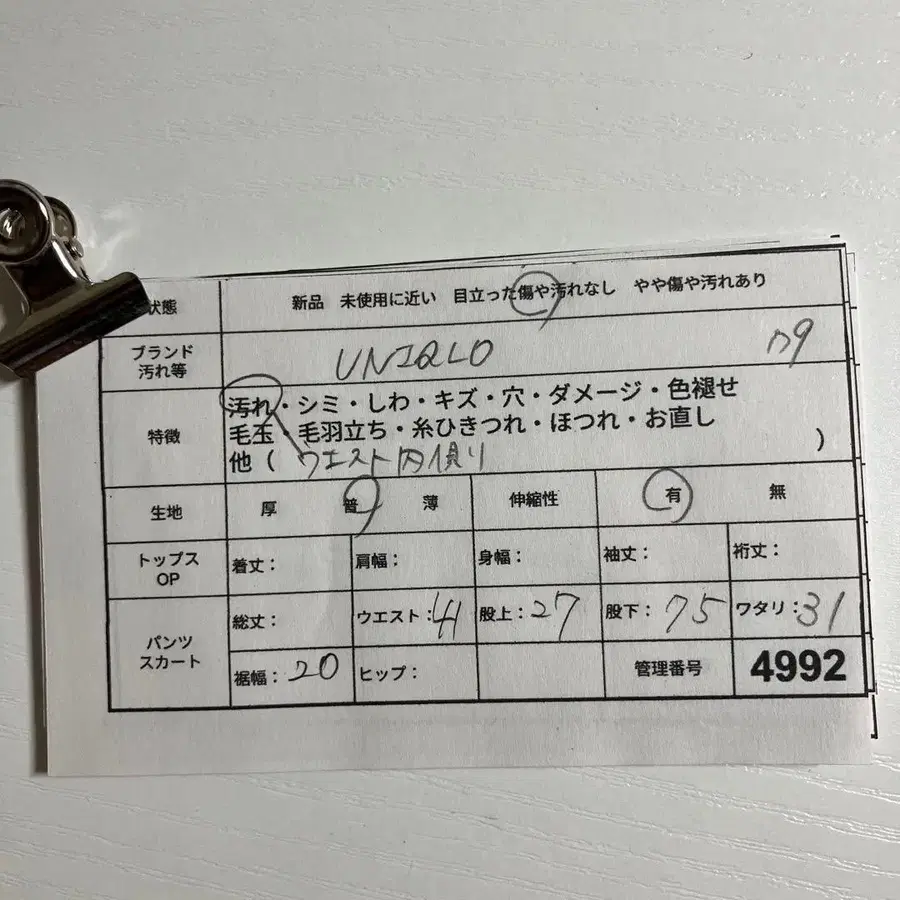 状態 新品 未使用に近い 目立った傷や汚れなし やや傷や汚れあり
ブランド UNIQLO
汚れ等
汚れ・シミ・しわ・キズ・穴・ダメージ・色褪せ
特徴 毛玉・毛羽立ち・糸ひきつれ・ほつれ・お直し
他 ( ウエスト内側 )
生地 厚 普 薄 伸縮性 有 無
トップス 着丈: 肩幅: 身幅: 袖丈: 裄丈:
OP
パンツ 総丈: ウエスト:41 股上:27 股下:75 ワタリ:31
スカート 裾幅:20 ヒップ: 管理番号 4992